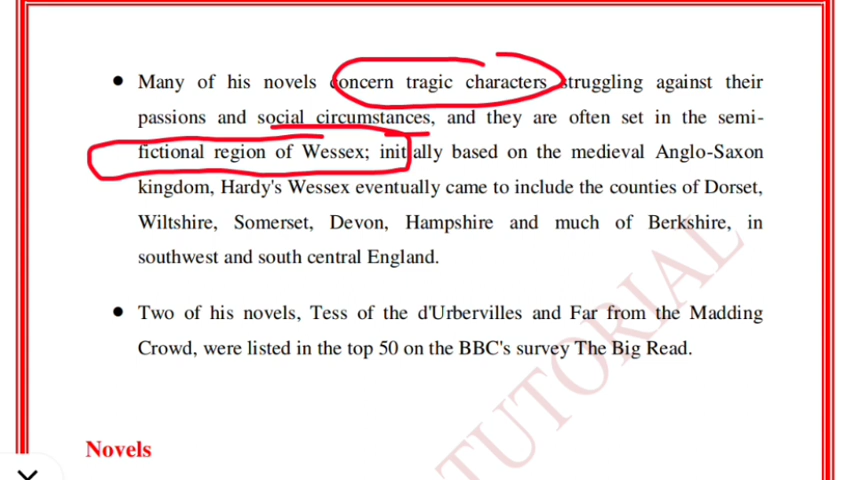 Many of his novels concern tragic characters struggling against their
passions and social circumstances, and they are often set in the semi-
fictional region of Wessex; initially based on the medieval Anglo-Saxon
kingdom, Hardy's Wessex eventually came to include the counties of Dorset,
Wiltshire, Somerset, Devon, Hampshire and much of Berkshire, in
southwest and south central England.
Two of his novels, Tess of the d'Urbervilles and Far from the Madding
Crowd, were listed in the top 50 on the BBC's survey The Big Read.
TUTORIAL
Novels